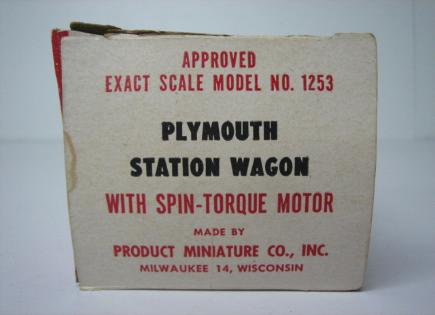 APPROVED
EXACT SCALE MODEL NO. 1253
PLYMOUTH
STATION WAGON
WITH SPIN-TORQUE MOTOR
MADE BY
PRODUCT MINIATURE CO., INC.
MILWAUKEE 14, WISCONSIN